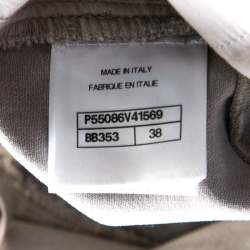 MADE IN ITALY
FABRIQUE EN ITALIE
P55086V41569
BB353 38